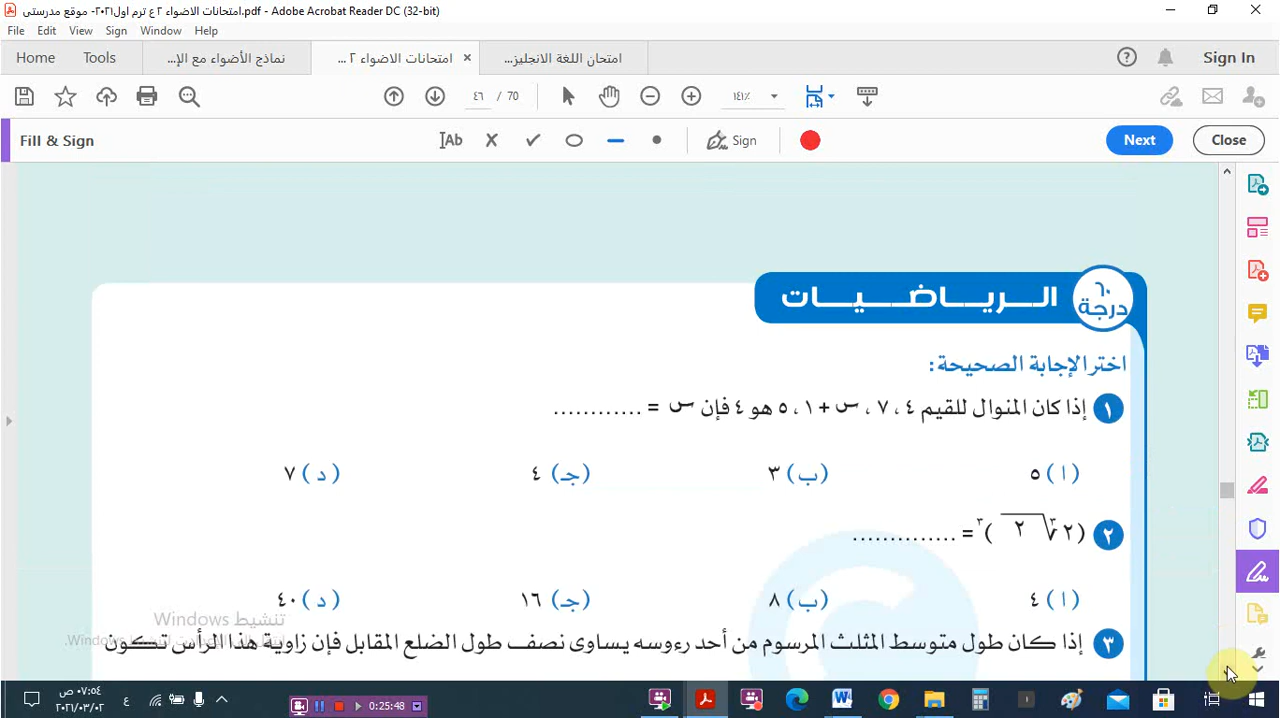 امتحانات الاضواء ٢ ع ترم اول٢٠٢١- موقع مدرستى.pdf - Adobe Acrobat Reader DC (32-bit)
File Edit View Sign Window Help
Home Tools نماذج الأضواء مع الإ... امتحانات الاضواء ٢ ... × امتحان اللغة الانجليز... Sign In
٤٦ / 70 ١٤١٪
Fill & Sign Ab Sign Next Close
الـــريـــاضـــيـــات
٦٠
درجة
اختر الإجابة الصحيحة:
١ إذا كان المنوال للقيم ٤ ، ٧ ، س + ١ ، ٥ هو ٤ فإن س = ............
( ا ) ٥ (ب) ٣ (جـ) ٤ ( د ) ٧
٢ (٢ ∛٢)³ = ..............
( ا ) ٤ (ب) ٨ (جـ) ١٦ ( د ) ٤٠
تنشيط Windows
٣ إذا كان طول متوسط المثلث المرسوم من أحد رءوسه يساوى نصف طول الضلع المقابل فإن زاوية هذا الرأس تكون
٠٧:٥٤ ص
٢٠٢١/٠٣/٠٢
ع
0:25:48